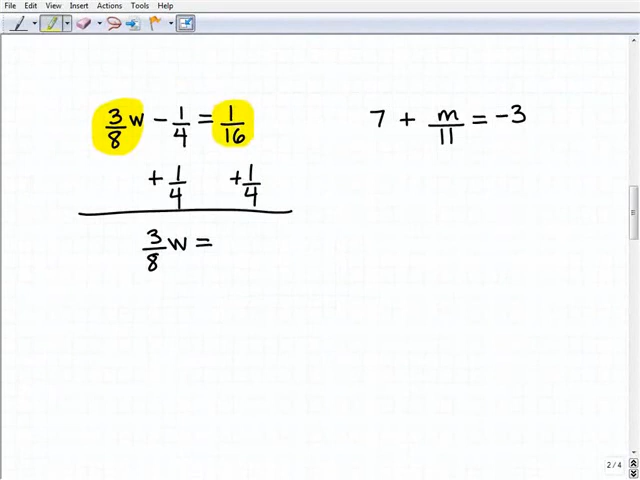 File Edit View Insert Actions Tools Help
3/8 w - 1/4 = 1/16
7 + m/11 = -3
+ 1/4 + 1/4
3/8 w =
2 / 4